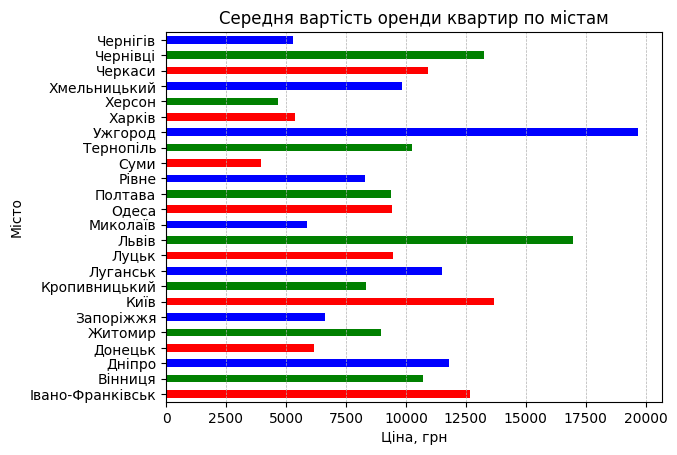 Середня вартість оренди квартир по містам
Місто
Чернігів
Чернівці
Черкаси
Хмельницький
Херсон
Харків
Ужгород
Тернопіль
Суми
Рівне
Полтава
Одеса
Миколаїв
Львів
Луцьк
Луганськ
Кропивницький
Київ
Запоріжжя
Житомир
Донецьк
Дніпро
Вінниця
Івано-Франківськ
0 2500 5000 7500 10000 12500 15000 17500 20000
Ціна, грн